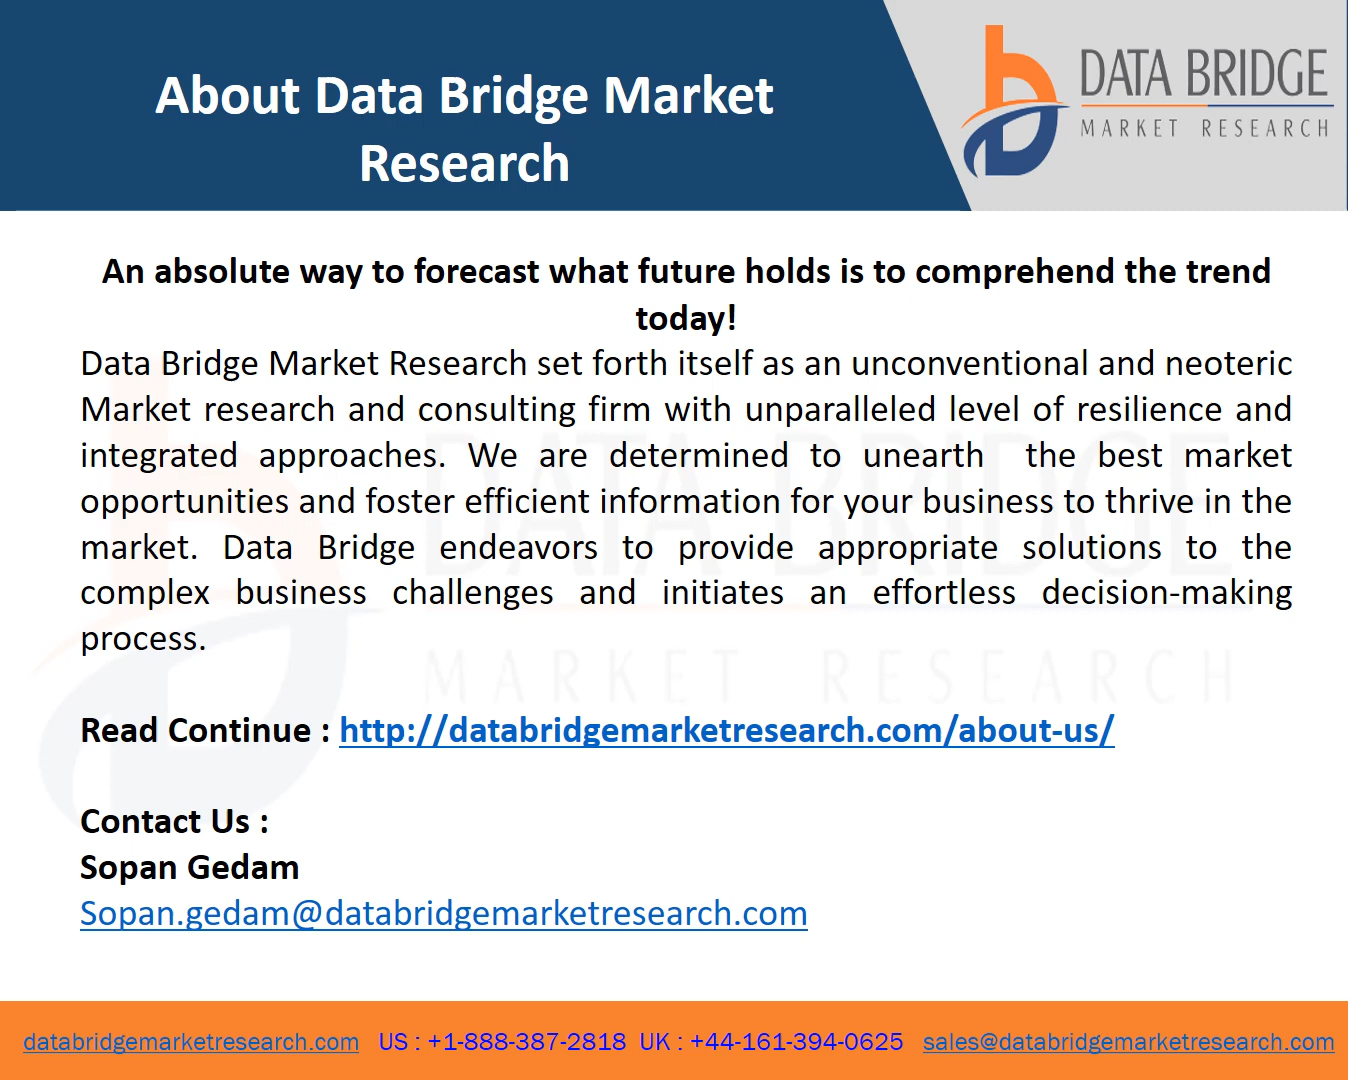 About Data Bridge Market
Research
DATA BRIDGE
MARKET RESEARCH
An absolute way to forecast what future holds is to comprehend the trend
today!
Data Bridge Market Research set forth itself as an unconventional and neoteric
Market research and consulting firm with unparalleled level of resilience and
integrated approaches. We are determined to unearth the best market
opportunities and foster efficient information for your business to thrive in the
market. Data Bridge endeavors to provide appropriate solutions to the
complex business challenges and initiates an effortless decision-making
process.
DATA BRIDGE
MARKET RESEARCH
Read Continue : http://databridgemarketresearch.com/about-us/
Contact Us :
Sopan Gedam
Sopan.gedam@databridgemarketresearch.com
databridgemarketresearch.com US : +1-888-387-2818 UK : +44-161-394-0625 sales@databridgemarketresearch.com